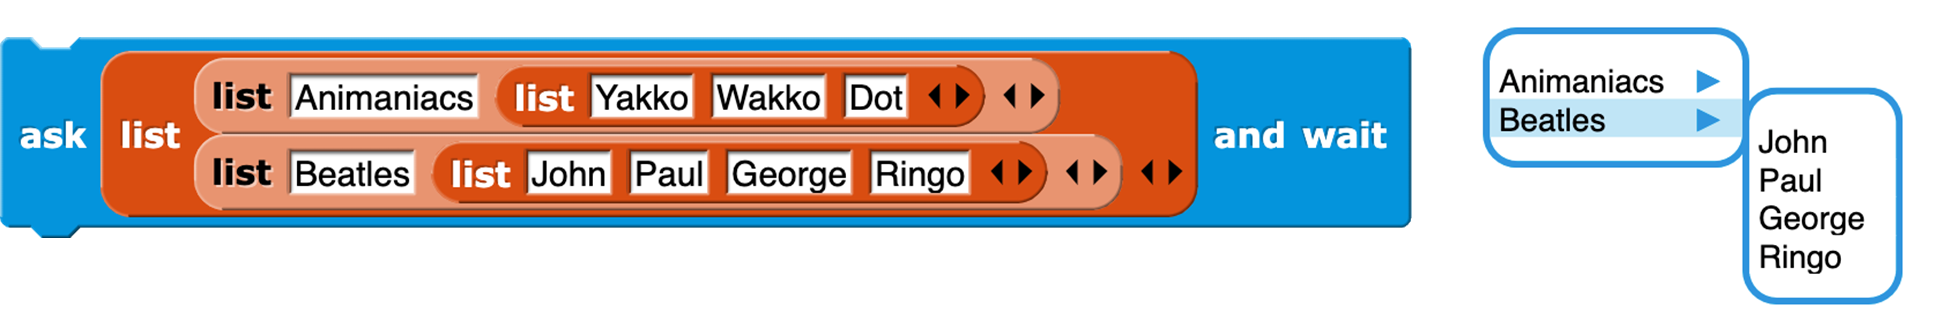 list Animaniacs list Yakko Wakko Dot
ask list and wait
list Beatles list John Paul George Ringo
Animaniacs
Beatles
John
Paul
George
Ringo